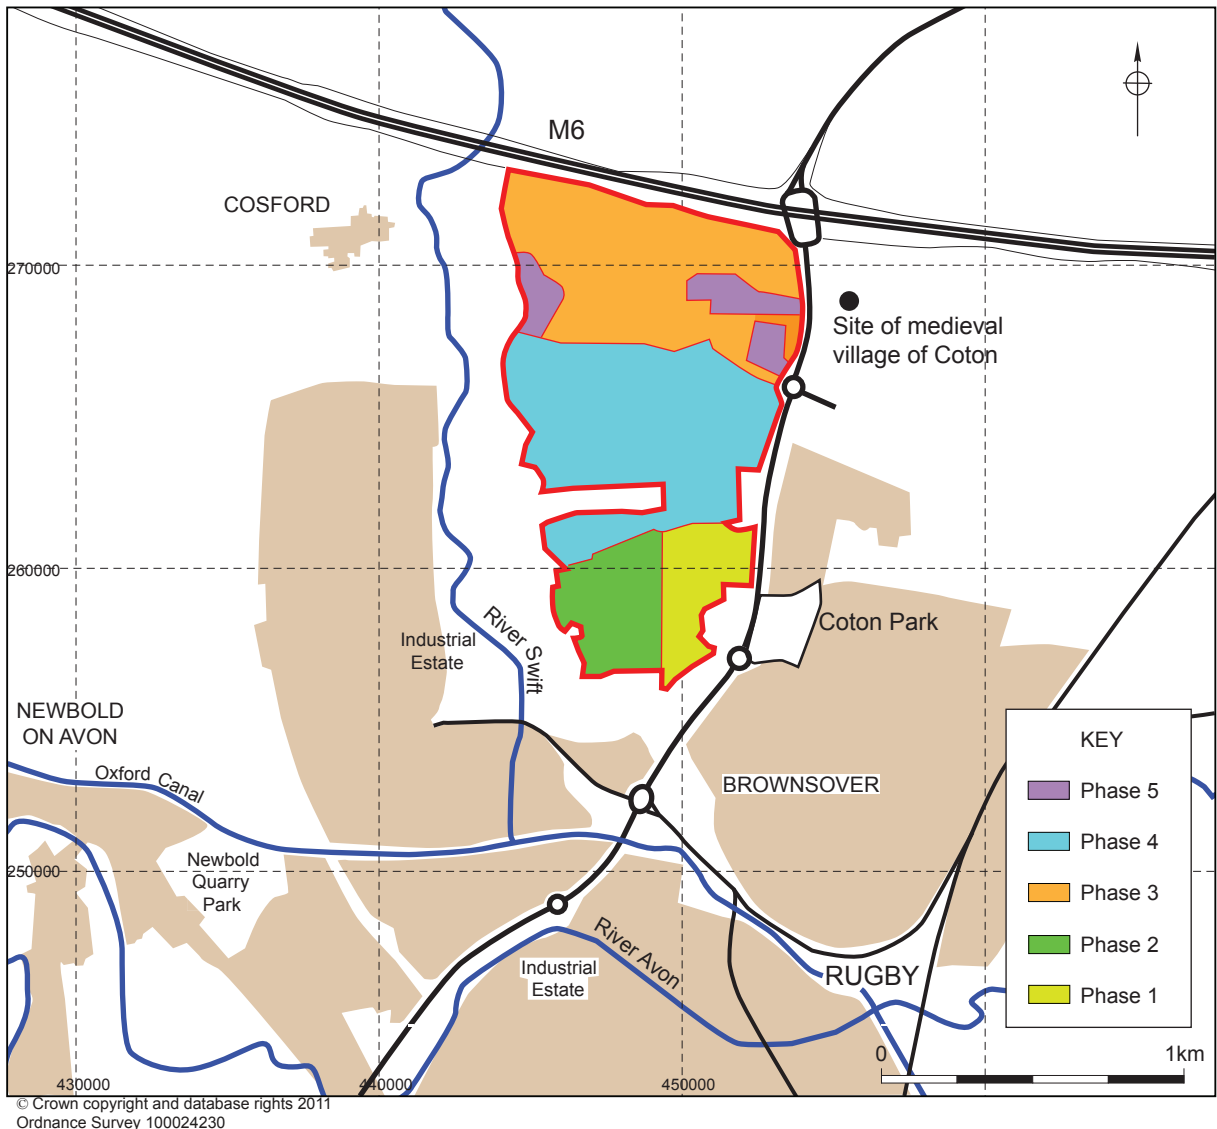 M6
COSFORD
270000
Site of medieval
village of Coton
260000
River Swift
Industrial
Estate
Coton Park
NEWBOLD
ON AVON
Oxford Canal
BROWNSOVER
KEY
Phase 5
Phase 4
Phase 3
Phase 2
Phase 1
Newbold
Quarry
Park
250000
River Avon
Industrial
Estate
RUGBY
0
1km
430000
440000
450000
© Crown copyright and database rights 2011
Ordnance Survey 100024230